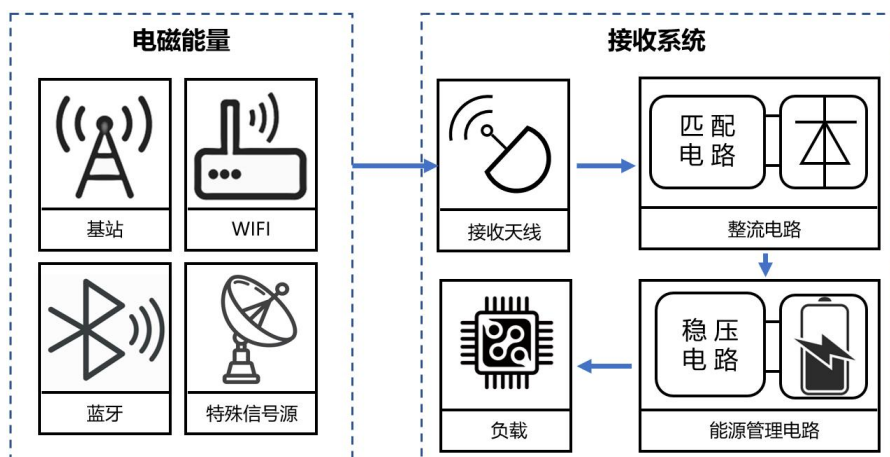 电磁能量
接收系统
基站
WIFI
蓝牙
特殊信号源
接收天线
匹 配
电 路
整流电路
稳 压
电 路
能源管理电路
负载